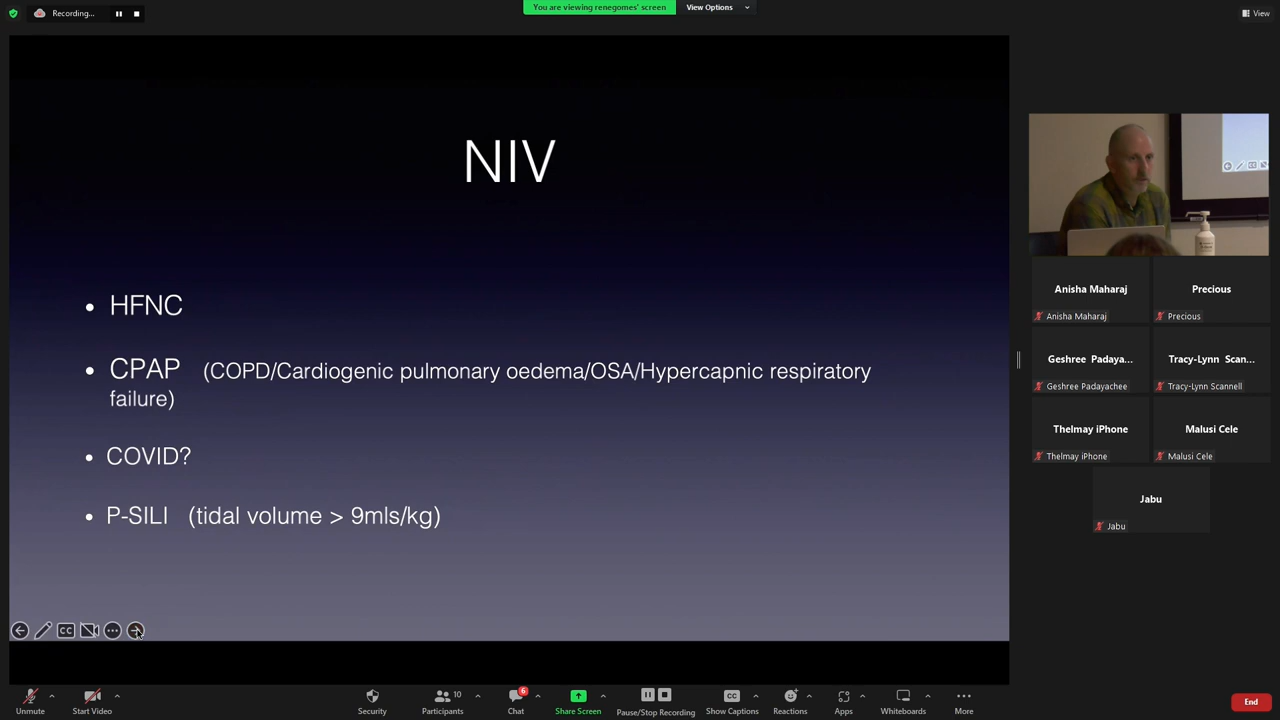 Recording...
You are viewing renegomes' screen
View Options
View
NIV
• HFNC
• CPAP (COPD/Cardiogenic pulmonary oedema/OSA/Hypercapnic respiratory
failure)
• COVID?
• P-SILI (tidal volume > 9mls/kg)
CC
Anisha Maharaj
Anisha Maharaj
Precious
Precious
Geshree Padaya...
Geshree Padayachee
Tracy-Lynn Scan...
Tracy-Lynn Scannell
Thelmay iPhone
Thelmay iPhone
Malusi Cele
Malusi Cele
Jabu
Jabu
Unmute
Start Video
Security
10
Participants
6
Chat
Share Screen
Pause/Stop Recording
CC
Show Captions
Reactions
Apps
Whiteboards
More
End